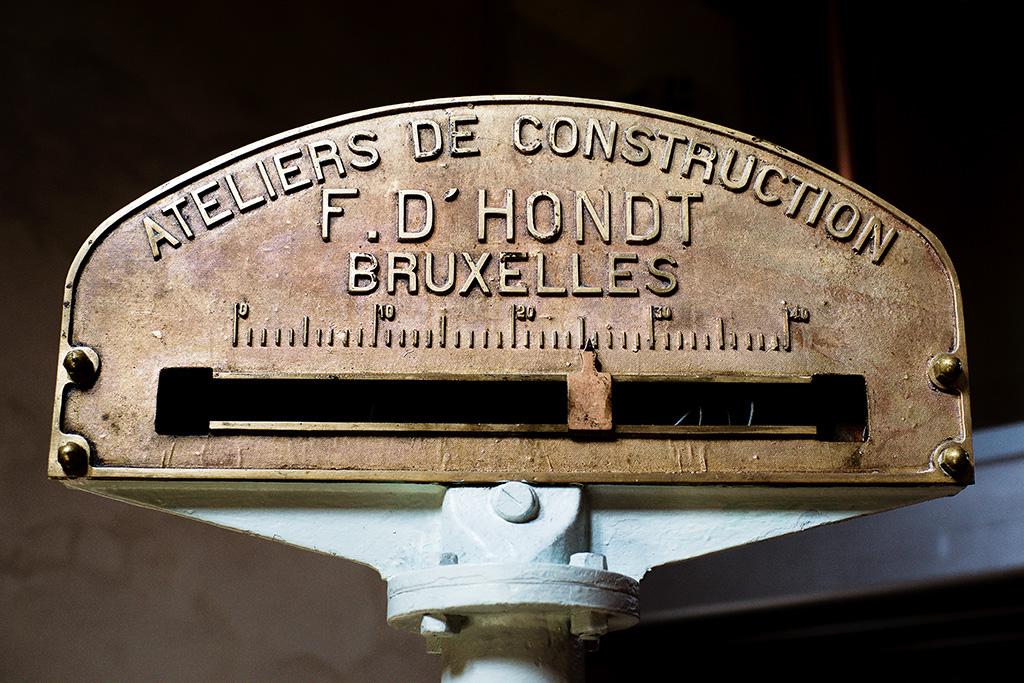 ATELIERS DE CONSTRUCTION
F. D'HONDT
BRUXELLES
0 10 20 30 40